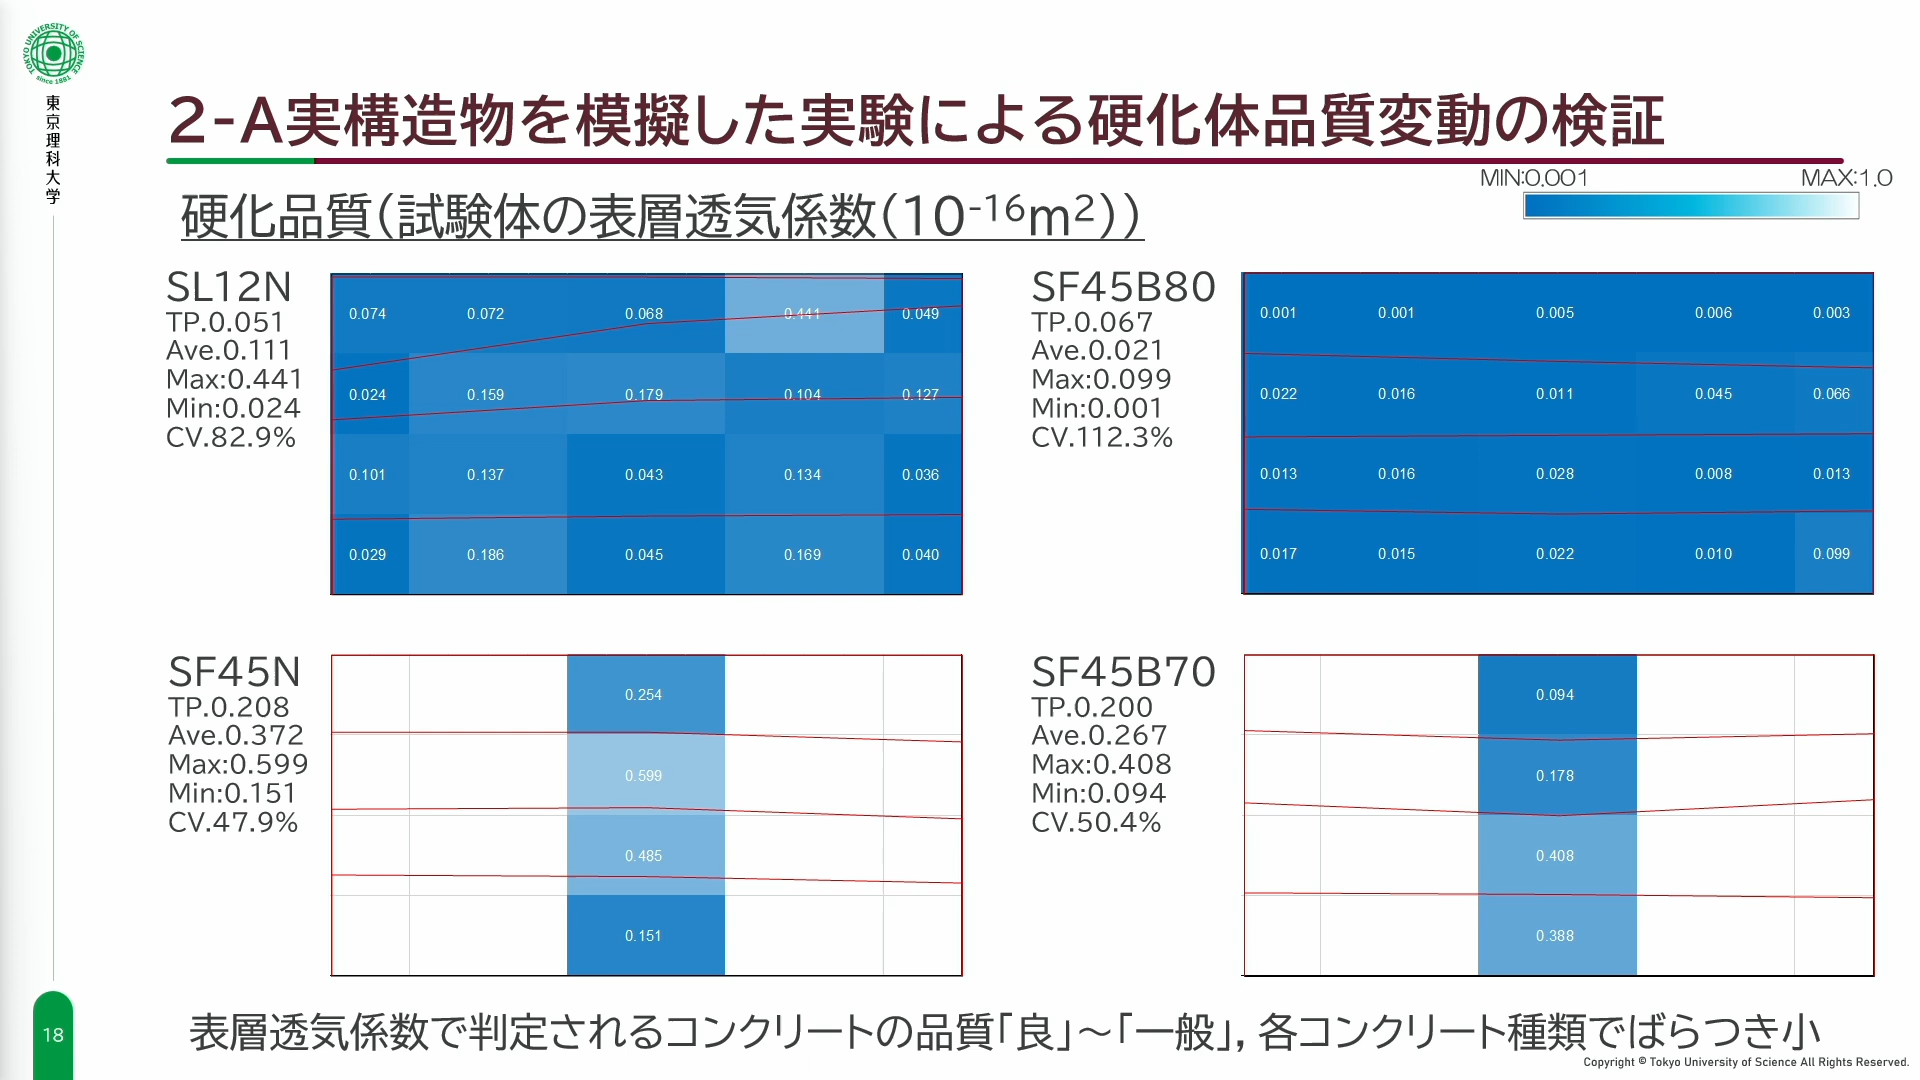 TOKYO UNIVERSITY OF SCIENCE
since 1881
東京理科大学
2-A実構造物を模擬した実験による硬化体品質変動の検証
MIN:0.001 MAX:1.0
硬化品質(試験体の表層透気係数(10-16m2))
SL12N
TP.0.051
Ave.0.111
Max:0.441
Min:0.024
CV.82.9%
0.074 0.072 0.068 0.441 0.049
0.024 0.159 0.179 0.104 0.127
0.101 0.137 0.043 0.134 0.036
0.029 0.186 0.045 0.169 0.040
SF45B80
TP.0.067
Ave.0.021
Max:0.099
Min:0.001
CV.112.3%
0.001 0.001 0.005 0.006 0.003
0.022 0.016 0.011 0.045 0.066
0.013 0.016 0.028 0.008 0.013
0.017 0.015 0.022 0.010 0.099
SF45N
TP.0.208
Ave.0.372
Max:0.599
Min:0.151
CV.47.9%
0.254
0.599
0.485
0.151
SF45B70
TP.0.200
Ave.0.267
Max:0.408
Min:0.094
CV.50.4%
0.094
0.178
0.408
0.388
表層透気係数で判定されるコンクリートの品質「良」～「一般」，各コンクリート種類でばらつき小
18
Copyright © Tokyo University of Science All Rights Reserved.